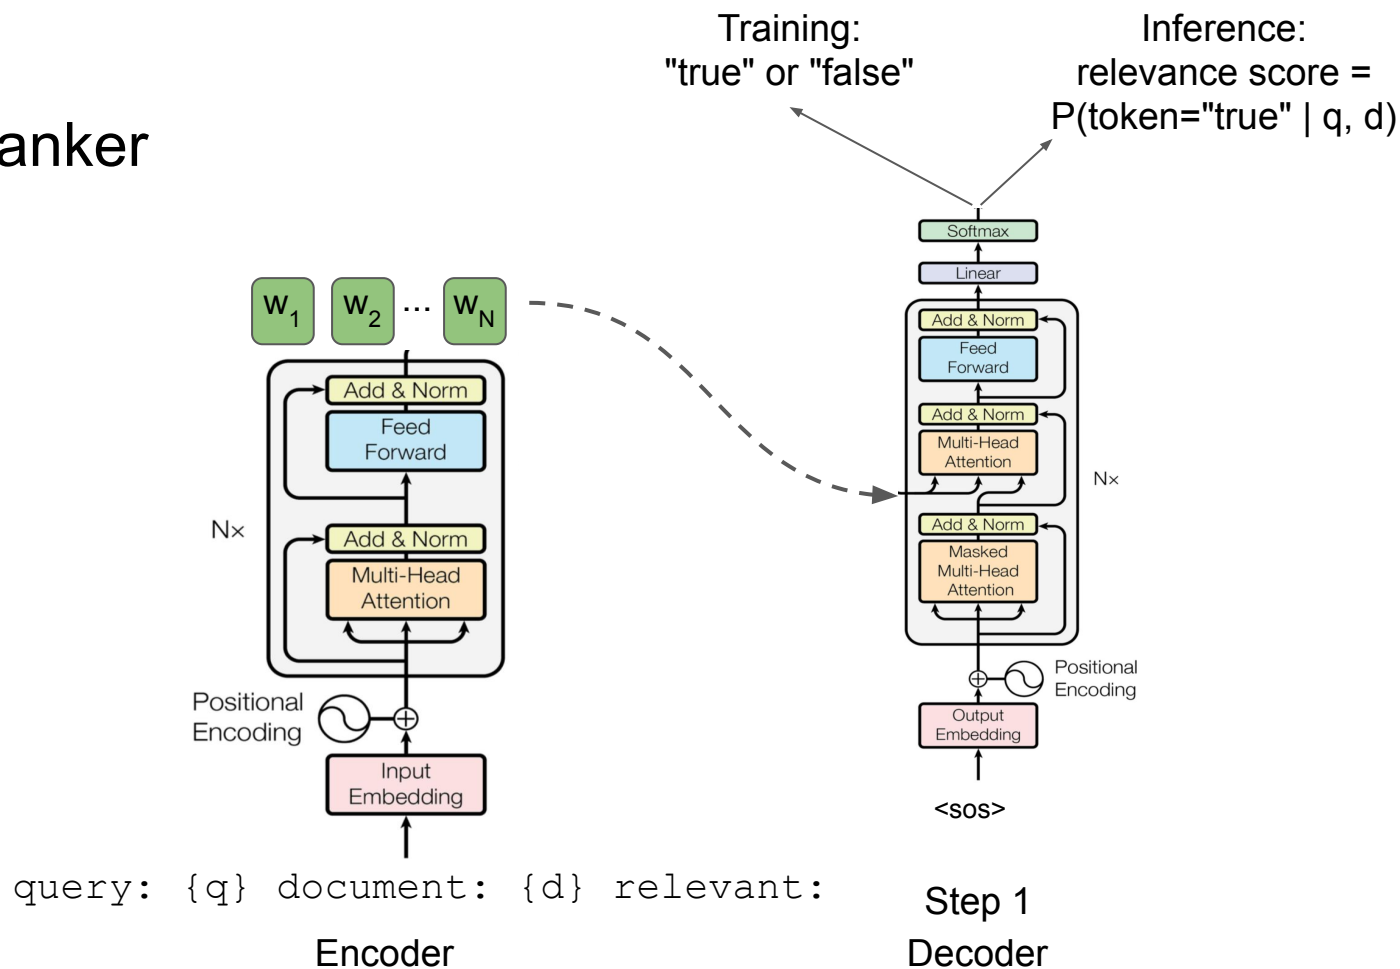 Training:
"true" or "false"
Inference:
relevance score =
P(token="true" | q, d)
anker
w1 w2 ... wN
Add & Norm
Feed
Forward
Nx
Add & Norm
Multi-Head
Attention
Positional
Encoding
Input
Embedding
query: {q} document: {d} relevant:
Encoder
Softmax
Linear
Add & Norm
Feed
Forward
Add & Norm
Multi-Head
Attention
N×
Add & Norm
Masked
Multi-Head
Attention
Positional
Encoding
Output
Embedding
<sos>
Step 1
Decoder